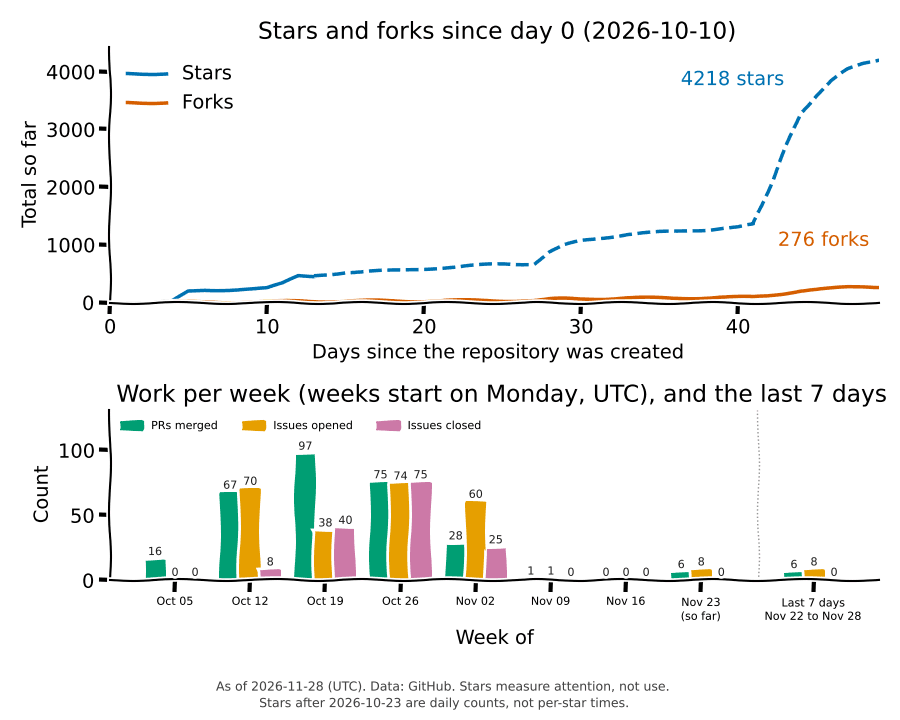 Stars and forks since day 0 (2026-10-10)
Total so far
4000
3000
2000
1000
0
Stars
Forks
4218 stars
276 forks
0 10 20 30 40
Days since the repository was created
Work per week (weeks start on Monday, UTC), and the last 7 days
Count
100
50
0
PRs merged Issues opened Issues closed
16 0 0
67 70 8
97 38 40
75 74 75
28 60 25
1 1 0
0 0 0
6 8 0
6 8 0
Oct 05 Oct 12 Oct 19 Oct 26 Nov 02 Nov 09 Nov 16 Nov 23 Last 7 days
(so far) Nov 22 to Nov 28
Week of
As of 2026-11-28 (UTC). Data: GitHub. Stars measure attention, not use.
Stars after 2026-10-23 are daily counts, not per-star times.